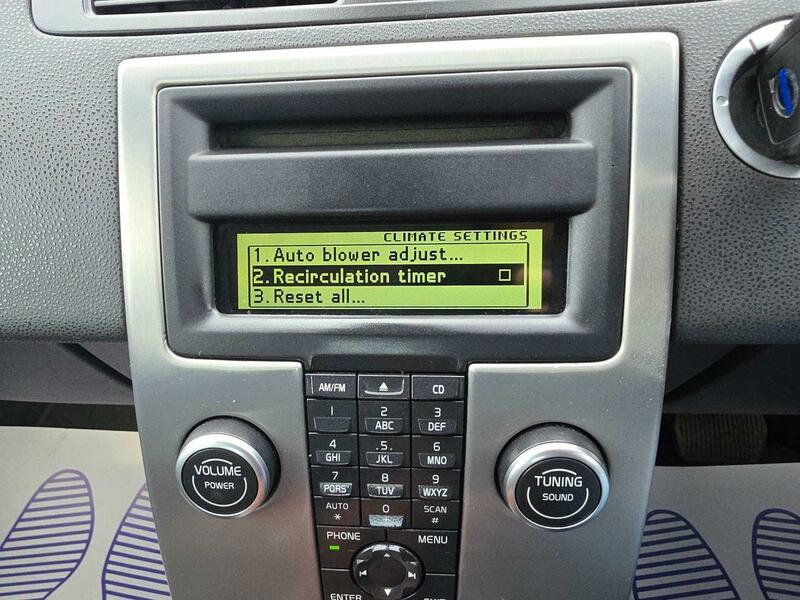 CLIMATE SETTINGS
1. Auto blower adjust...
2. Recirculation timer
3. Reset all...
AM/FM CD
1 2 ABC 3 DEF
4 GHI .5. JKL 6 MNO
7 PQRS 8 TUV 9 WXYZ
AUTO * 0 SCAN #
VOLUME
POWER
TUNING
SOUND
PHONE MENU
ENTER